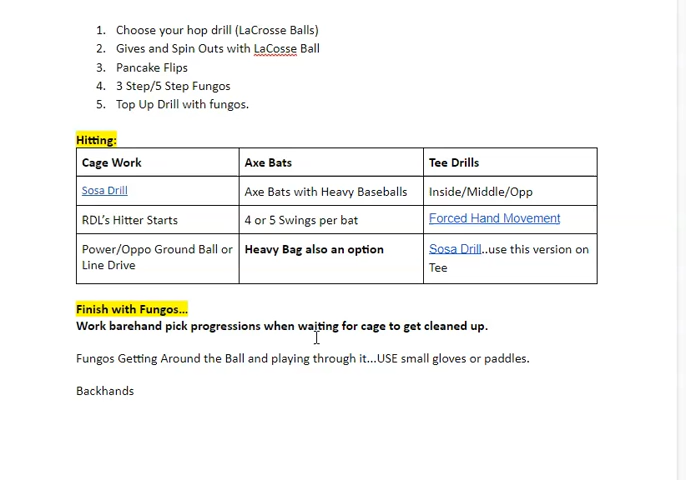 1. Choose your hop drill (LaCrosse Balls)
2. Gives and Spin Outs with LaCosse Ball
3. Pancake Flips
4. 3 Step/5 Step Fungos
5. Top Up Drill with fungos.
Hitting:
Cage Work Axe Bats Tee Drills
Sosa Drill Axe Bats with Heavy Baseballs Inside/Middle/Opp
RDL's Hitter Starts 4 or 5 Swings per bat Forced Hand Movement
Power/Oppo Ground Ball or Heavy Bag also an option Sosa Drill..use this version on
Line Drive Tee
Finish with Fungos...
Work barehand pick progressions when waiting for cage to get cleaned up.
Fungos Getting Around the Ball and playing through it...USE small gloves or paddles.
Backhands